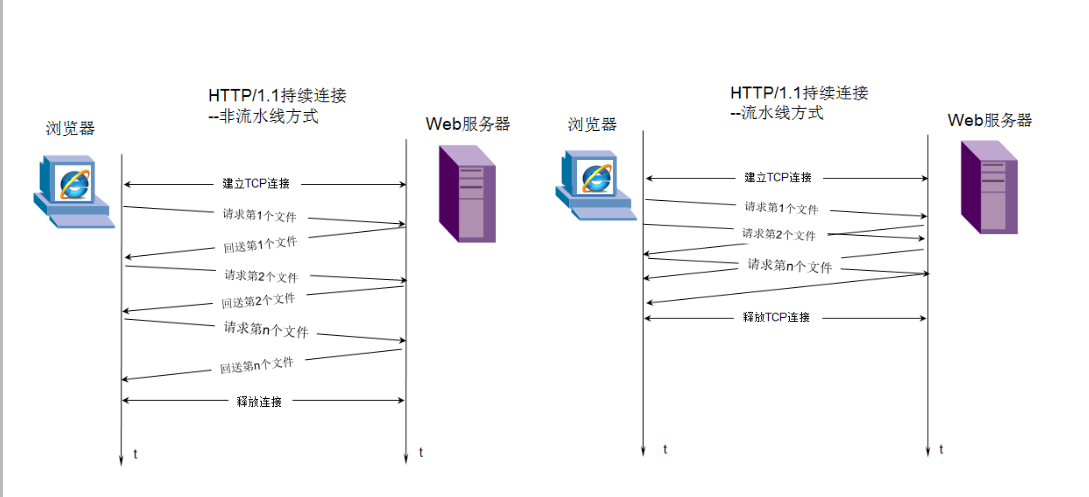 HTTP/1.1持续连接
--非流水线方式
浏览器
Web服务器
建立TCP连接
请求第1个文件
回送第1个文件
请求第2个文件
回送第2个文件
请求第n个文件
回送第n个文件
释放连接
t
t
HTTP/1.1持续连接
--流水线方式
浏览器
Web服务器
建立TCP连接
请求第1个文件
请求第2个文件
请求第n个文件
释放TCP连接
t
t